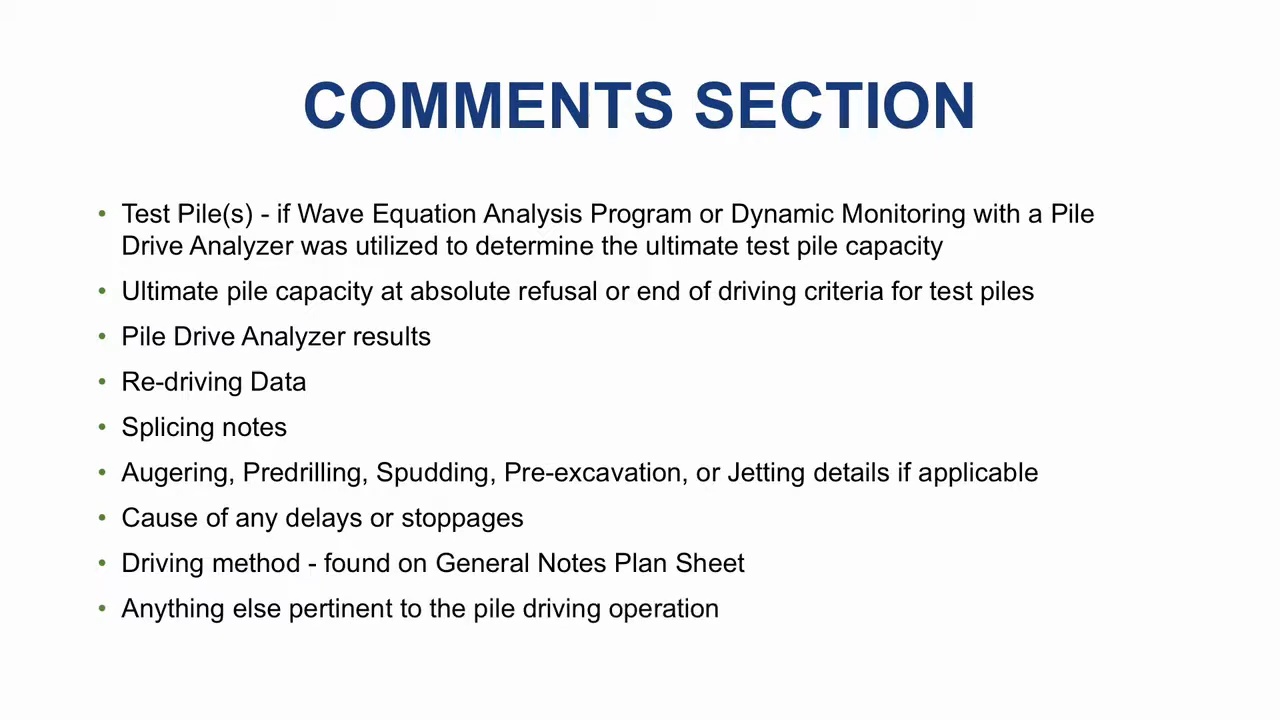 COMMENTS SECTION
• Test Pile(s) - if Wave Equation Analysis Program or Dynamic Monitoring with a Pile
Drive Analyzer was utilized to determine the ultimate test pile capacity
• Ultimate pile capacity at absolute refusal or end of driving criteria for test piles
• Pile Drive Analyzer results
• Re-driving Data
• Splicing notes
• Augering, Predrilling, Spudding, Pre-excavation, or Jetting details if applicable
• Cause of any delays or stoppages
• Driving method - found on General Notes Plan Sheet
• Anything else pertinent to the pile driving operation